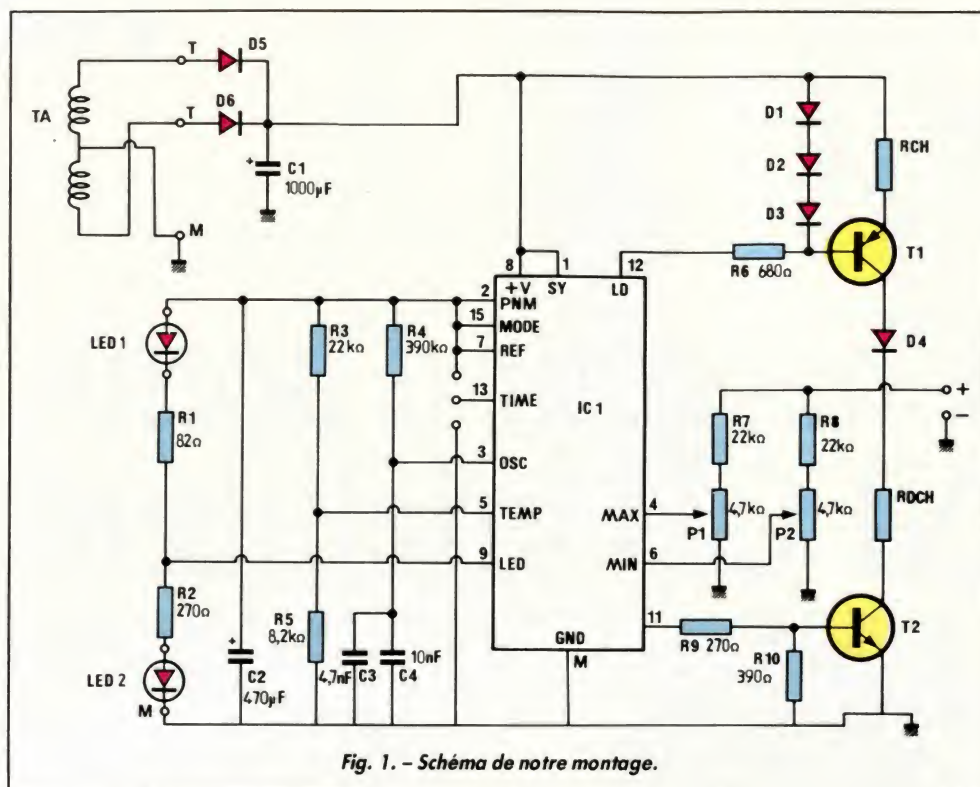 T D5
TA
T D6
+ C1
1000µF
M
D1
D2
D3
RCH
R6 680Ω
T1
D4
8 1 12
+V SY LD
2 PNM
15 MODE
7 REF
13 TIME
3 OSC
5 TEMP
9 LED
IC1
MAX 4
MIN 6
11
GND
M
LED 1
R1
82Ω
R2
270Ω
LED 2
M
+
C2
470µF
R3
22kΩ
R4
390kΩ
R5
8,2kΩ
4,7nF C3
10nF
C4
R7
22kΩ
R8
22kΩ
+
-
4,7kΩ
P1
4,7kΩ
P2
RDCH
R9 270Ω
R10
390Ω
T2
Fig. 1. – Schéma de notre montage.